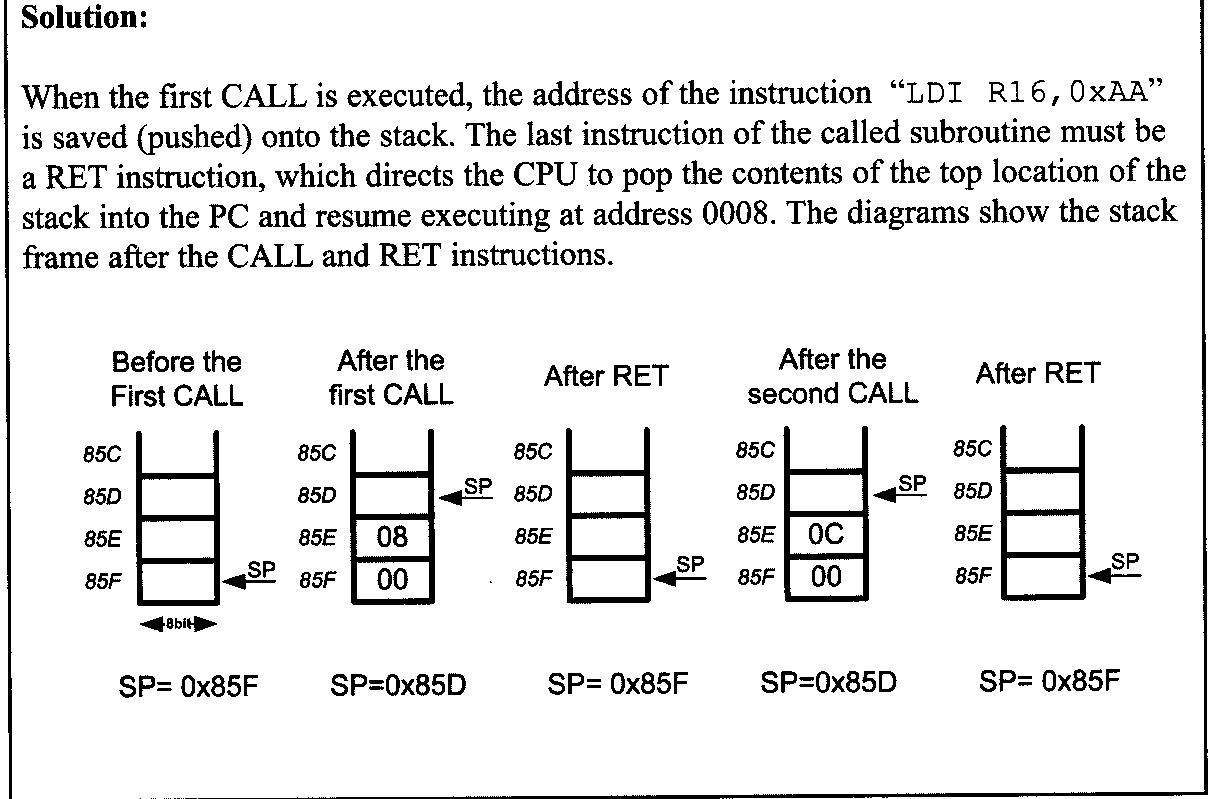 Solution:
When the first CALL is executed, the address of the instruction “LDI R16,0xAA”
is saved (pushed) onto the stack. The last instruction of the called subroutine must be
a RET instruction, which directs the CPU to pop the contents of the top location of the
stack into the PC and resume executing at address 0008. The diagrams show the stack
frame after the CALL and RET instructions.
Before the
First CALL
After the
first CALL
After RET
After the
second CALL
After RET
85C
85D
85E
85F
SP
8bit
SP= 0x85F
85C
85D
SP
85E 08
85F 00
SP=0x85D
85C
85D
85E
85F
SP
SP= 0x85F
85C
85D
SP
85E 0C
85F 00
SP=0x85D
85C
85D
85E
85F
SP
SP= 0x85F